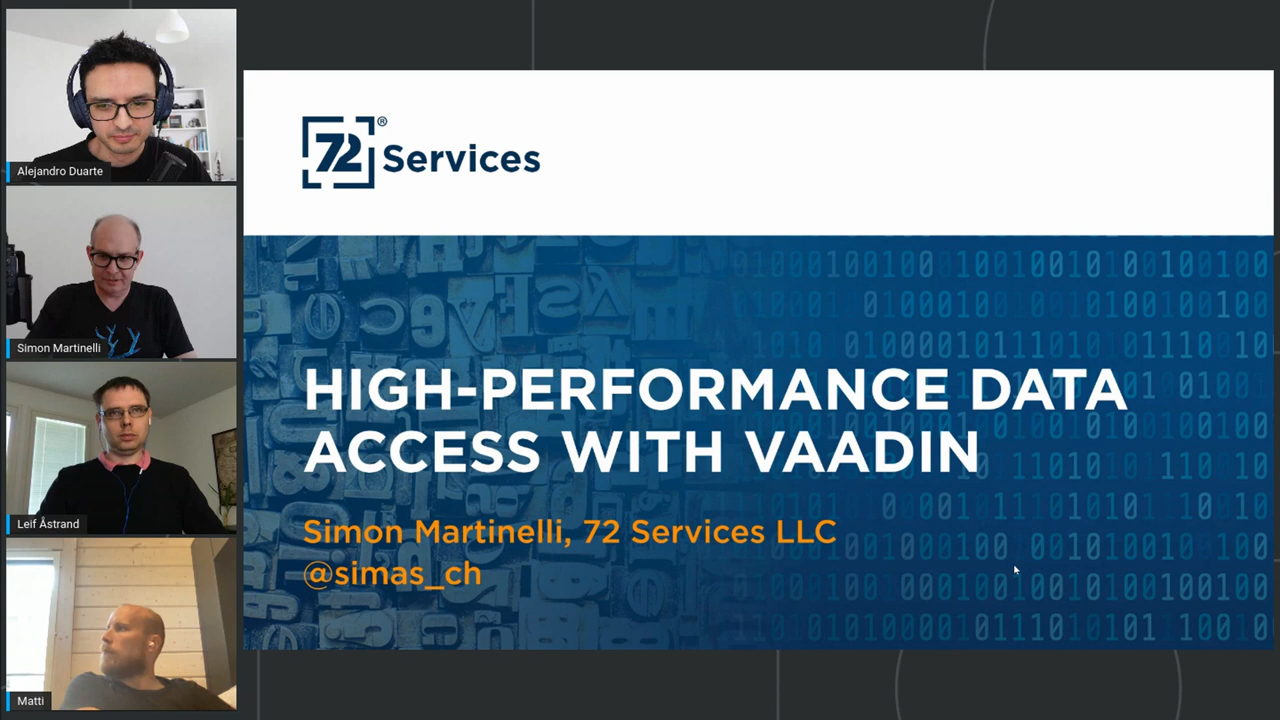 Alejandro Duarte
Simon Martinelli
Leif Åstrand
Matti
72® Services
HIGH-PERFORMANCE DATA
ACCESS WITH VAADIN
Simon Martinelli, 72 Services LLC
@simas_ch